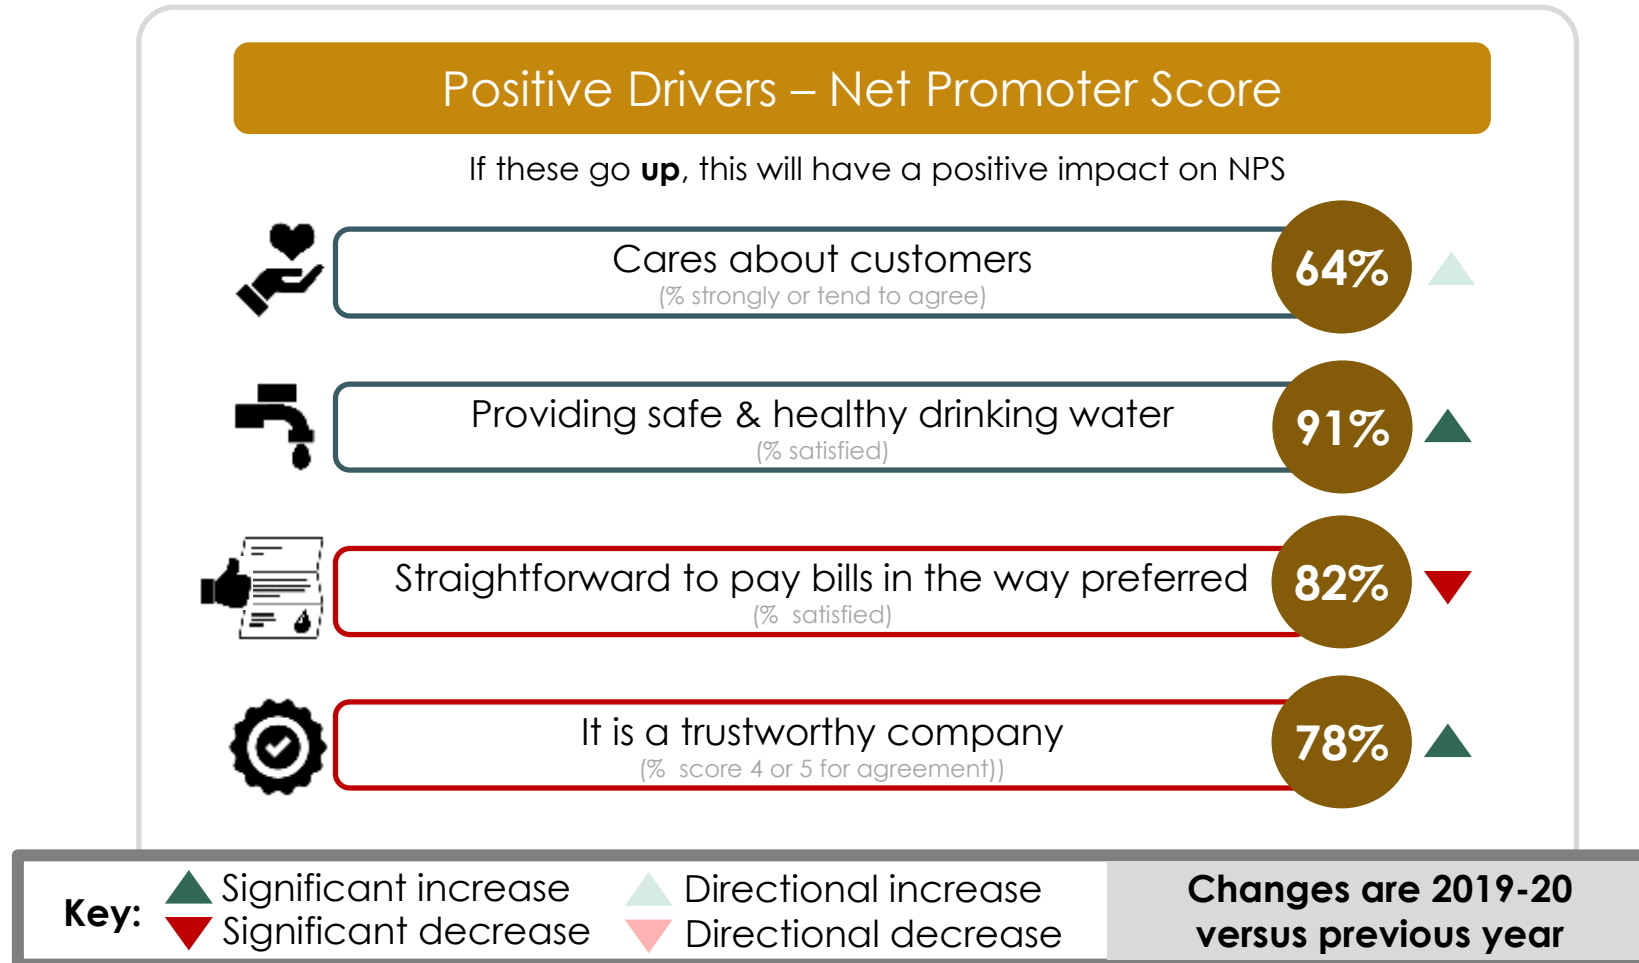 Positive Drivers – Net Promoter Score
If these go up, this will have a positive impact on NPS
Cares about customers
(% strongly or tend to agree)
64%
Providing safe & healthy drinking water
(% satisfied)
91%
Straightforward to pay bills in the way preferred
(%  satisfied)
82%
It is a trustworthy company
(%  score 4 or 5 for agreement))
78%
Key:
Significant increase
Significant decrease
Directional increase
Directional decrease
Changes are 2019-20
versus previous year